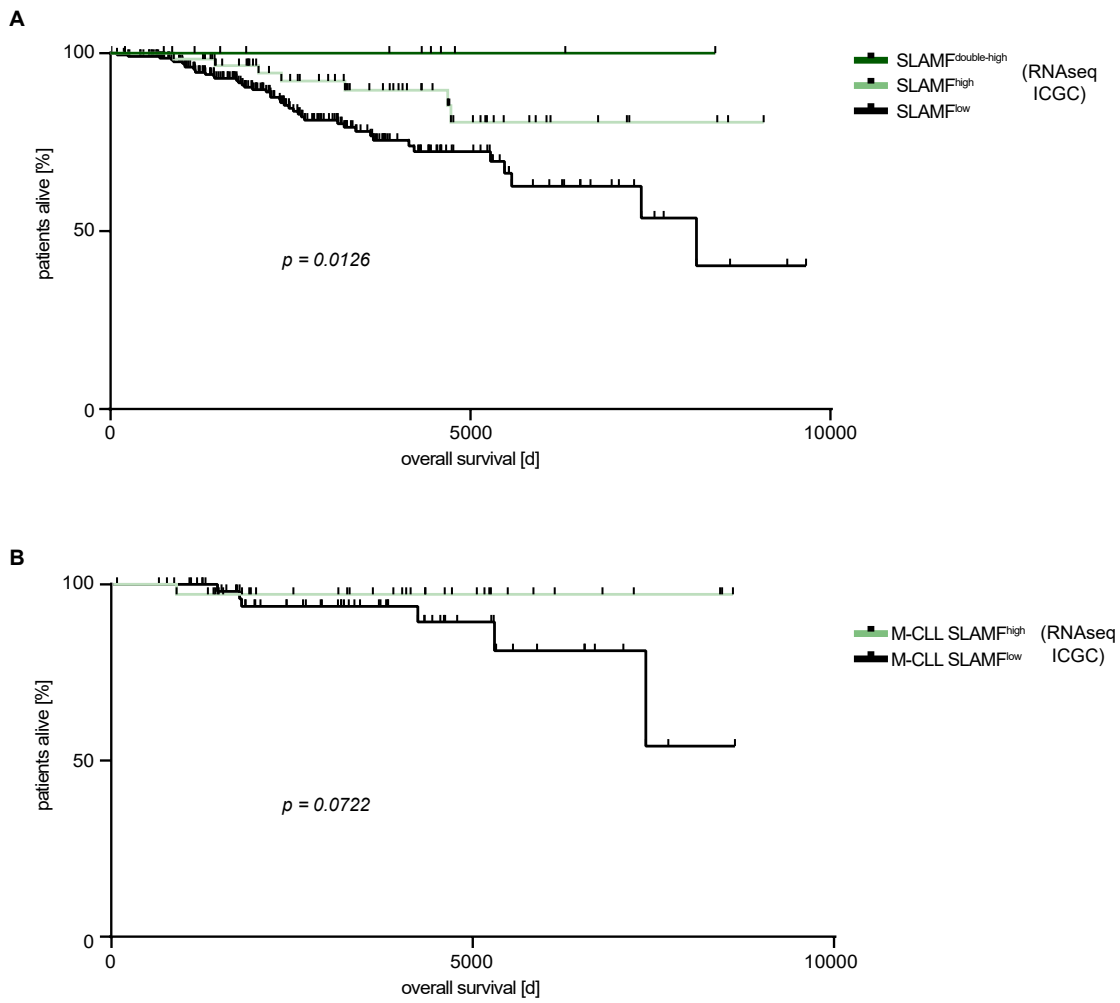 A
100
50
0
patients alive [%]
p = 0.0126
0
5000
10000
overall survival [d]
SLAMFdouble-high
SLAMFhigh
SLAMFlow
(RNAseq
ICGC)
B
100
50
0
patients alive [%]
p = 0.0722
0
5000
10000
overall survival [d]
M-CLL SLAMFhigh
M-CLL SLAMFlow
(RNAseq
ICGC)